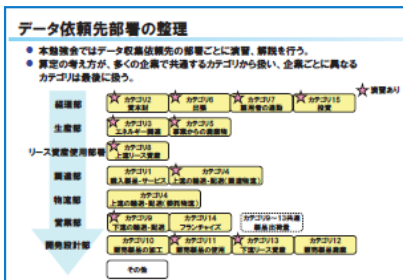 データ依頼先部署の整理
● 本勉強会ではデータ収集依頼先の部署ごとに演習、解説を行う。
● 算定の考え方が、多くの企業で共通するカテゴリから扱い、企業ごとに異なる
カテゴリは最後に扱う。
☆演習あり
経理部
カテゴリ2
資本財
カテゴリ6
出張
カテゴリ7
雇用者の通勤
カテゴリ15
投資
生産部
カテゴリ3
エネルギー関連
カテゴリ5
事業からの廃棄物
リース資産使用部署
カテゴリ8
上流リース資産
調達部
カテゴリ1
購入製品・サービス
カテゴリ4
上流の輸送・配送(調達物流)
物流部
カテゴリ4
上流の輸送・配送(委託物流)
営業部
カテゴリ9
下流の輸送・配送
カテゴリ14
フランチャイズ
カテゴリ9~13共通
製品出荷量
開発設計部
カテゴリ10
販売製品の加工
カテゴリ11
販売製品の使用
カテゴリ13
下流リース資産
カテゴリ12
販売製品廃棄
その他